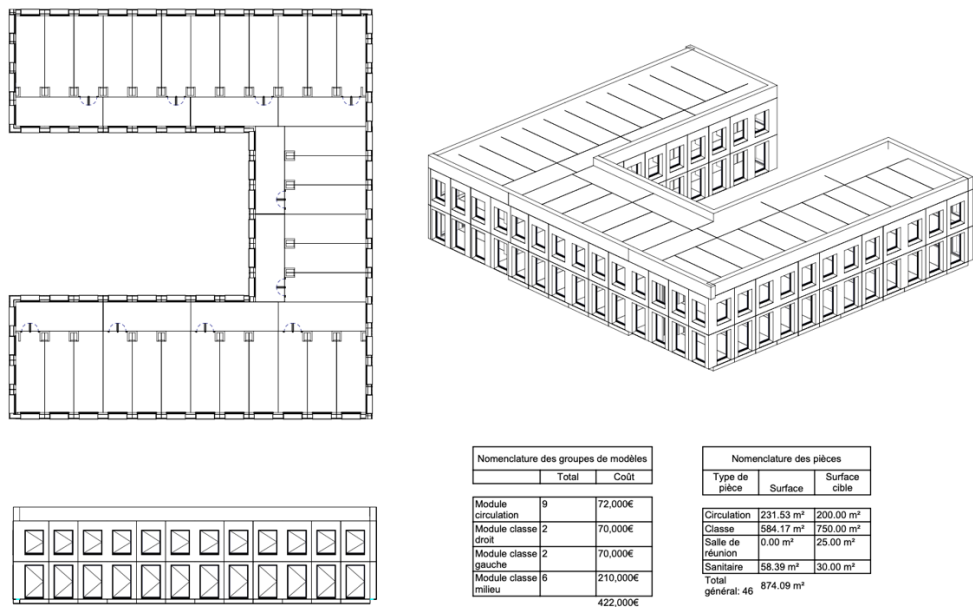 Nomenclature des groupes de modèles
Total Coût
Module circulation 9 72,000€
Module classe droit 2 70,000€
Module classe gauche 2 70,000€
Module classe milieu 6 210,000€
422,000€
Nomenclature des pièces
Type de pièce Surface Surface cible
Circulation 231.53 m² 200.00 m²
Classe 584.17 m² 750.00 m²
Salle de réunion 0.00 m² 25.00 m²
Sanitaire 58.39 m² 30.00 m²
Total général: 46 874.09 m²